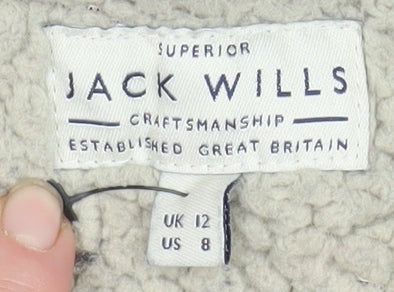 SUPERIOR
JACK WILLS
CRAFTSMANSHIP
ESTABLISHED GREAT BRITAIN
UK 12
US 8